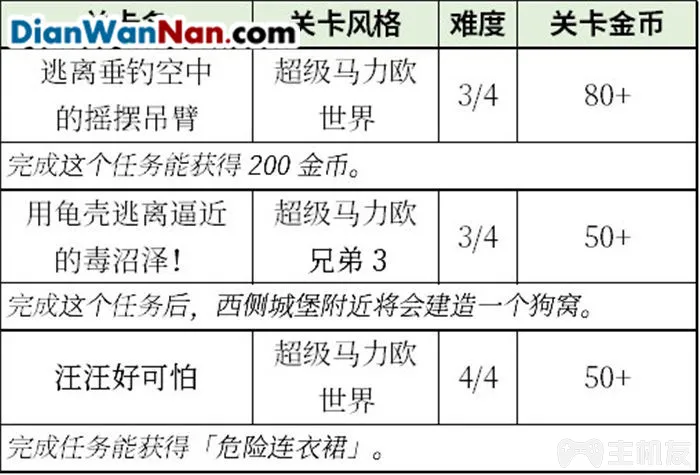 DianWanNan.com
关卡风格 难度 关卡金币
逃离垂钓空中
的摇摆吊臂
超级马力欧
世界
3/4
80+
完成这个任务能获得 200 金币。
用龟壳逃离逼近
的毒沼泽！
超级马力欧
兄弟 3
3/4
50+
完成这个任务后，西侧城堡附近将会建造一个狗窝。
汪汪好可怕
超级马力欧
世界
4/4
50+
完成任务能获得「危险连衣裙」。
主机友